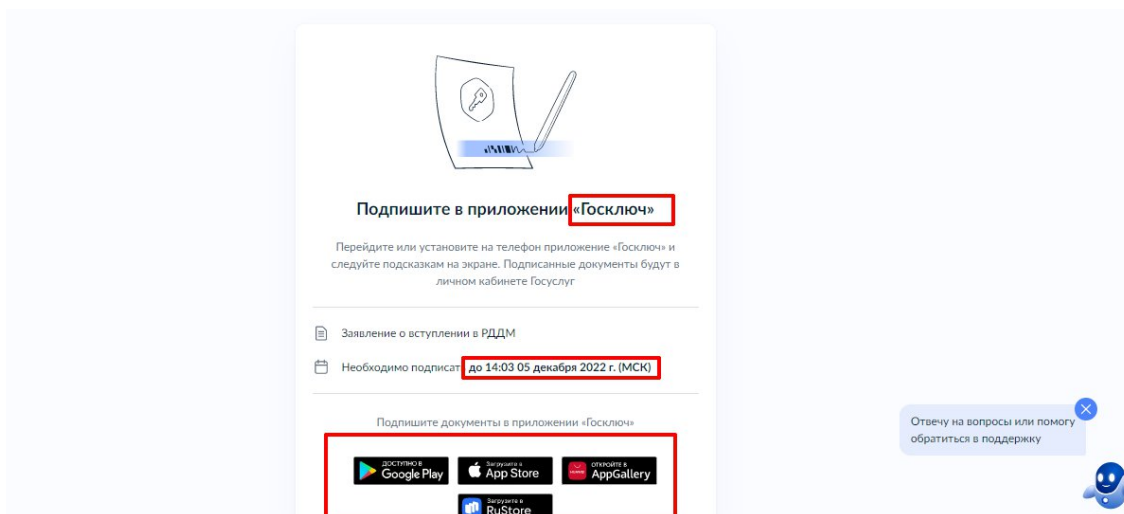 Подпишите в приложении «Госключ»
Перейдите или установите на телефон приложение «Госключ» и
следуйте подсказкам на экране. Подписанные документы будут в
личном кабинете Госуслуг
Заявление о вступлении в РДДМ
Необходимо подписат до 14:03 05 декабря 2022 г. (МСК)
Подпишите документы в приложении «Госключ»
ДОСТУПНО В
Google Play
Загрузите в
App Store
ОТКРОЙТЕ В
AppGallery
Загрузите в
RuStore
Отвечу на вопросы или помогу
обратиться в поддержку